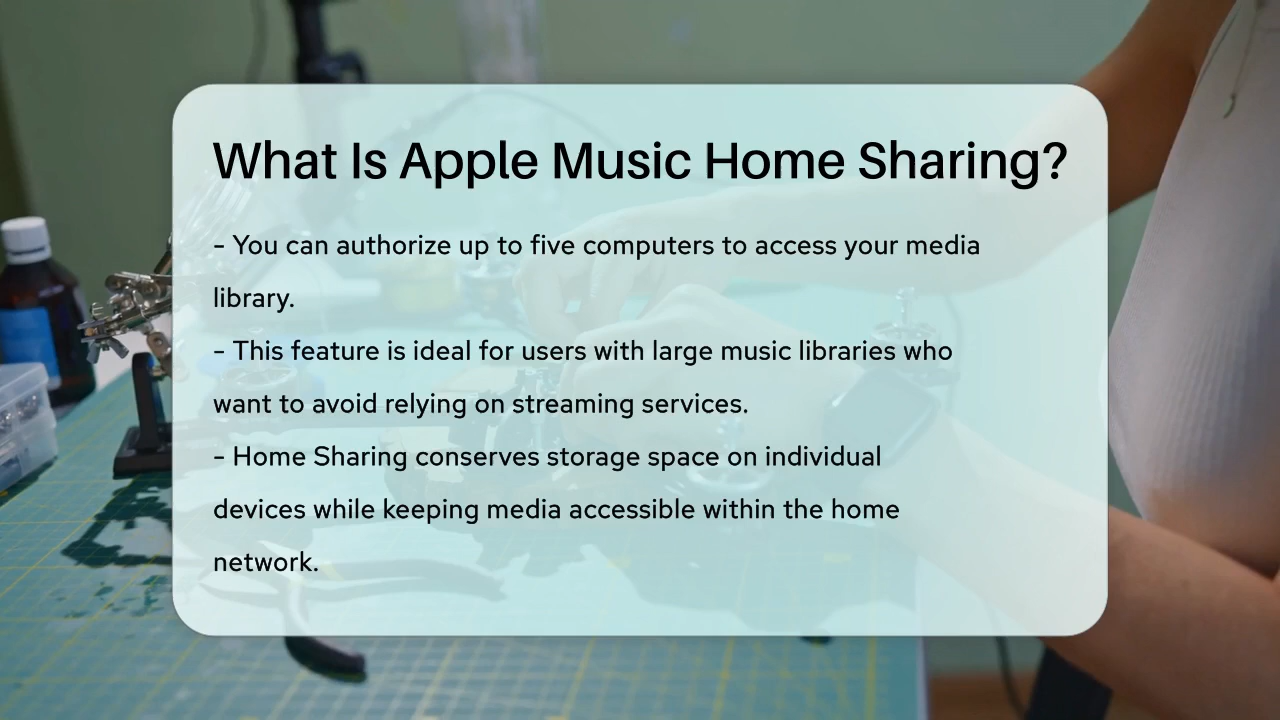 What Is Apple Music Home Sharing?
– You can authorize up to five computers to access your media
library.
– This feature is ideal for users with large music libraries who
want to avoid relying on streaming services.
– Home Sharing conserves storage space on individual
devices while keeping media accessible within the home
network.